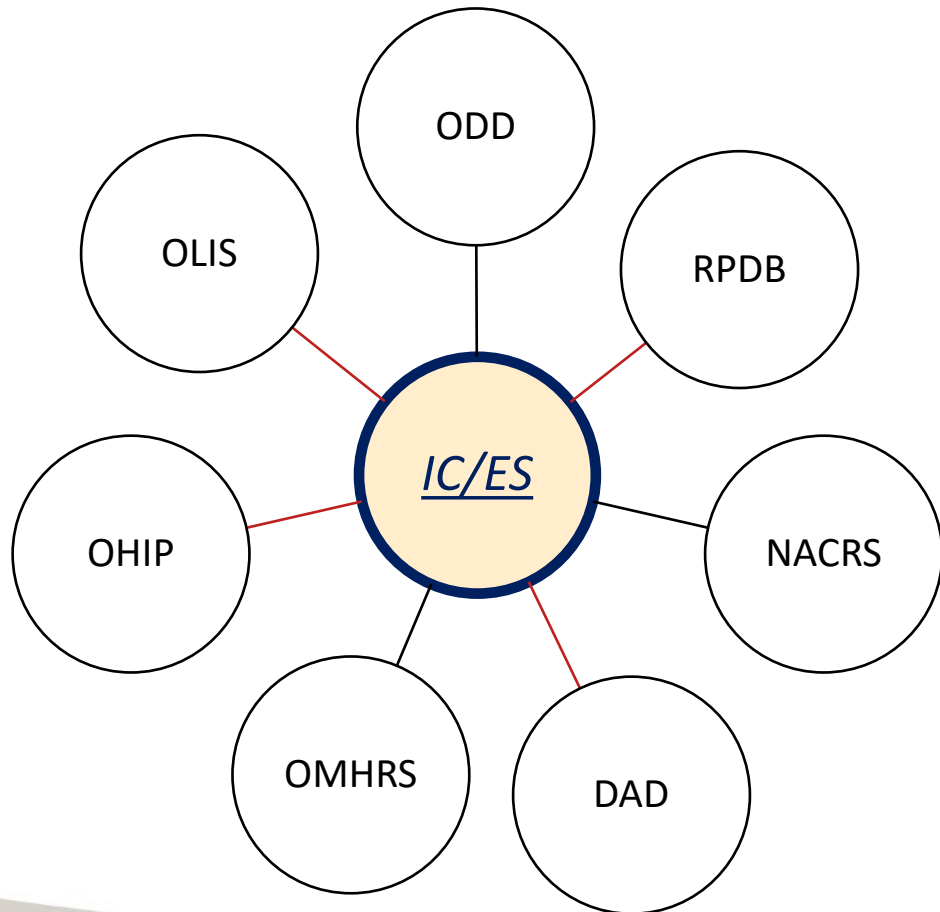 ODD
OLIS
RPDB
IC/ES
OHIP
NACRS
OMHRS
DAD